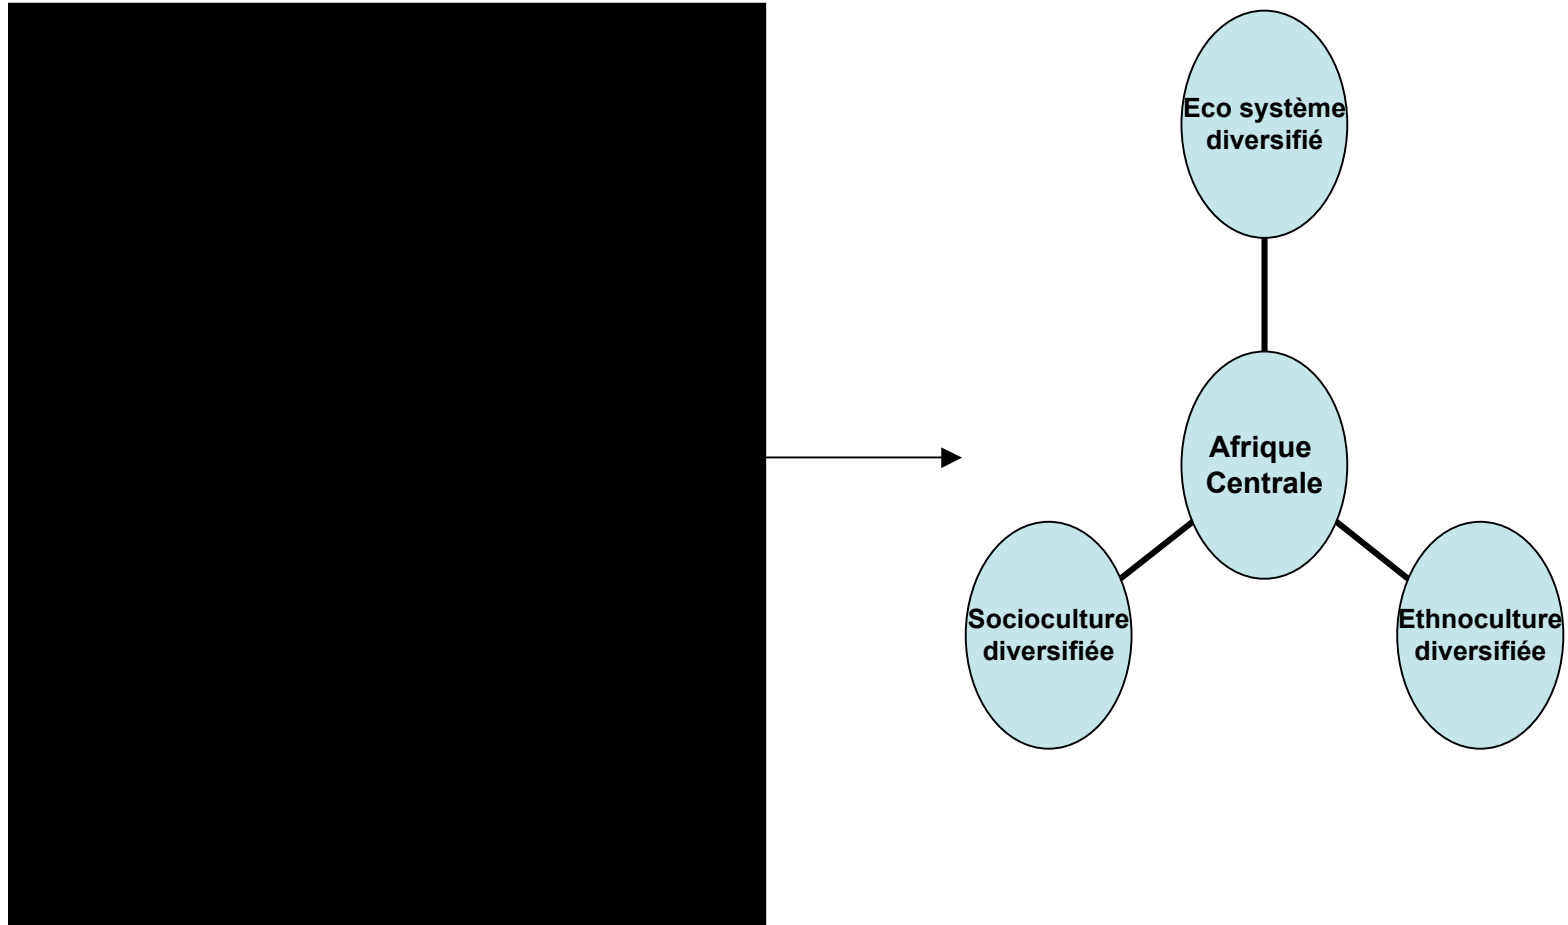 Eco système
diversifié
Afrique
Centrale
Socioculture
diversifiée
Ethnoculture
diversifiée